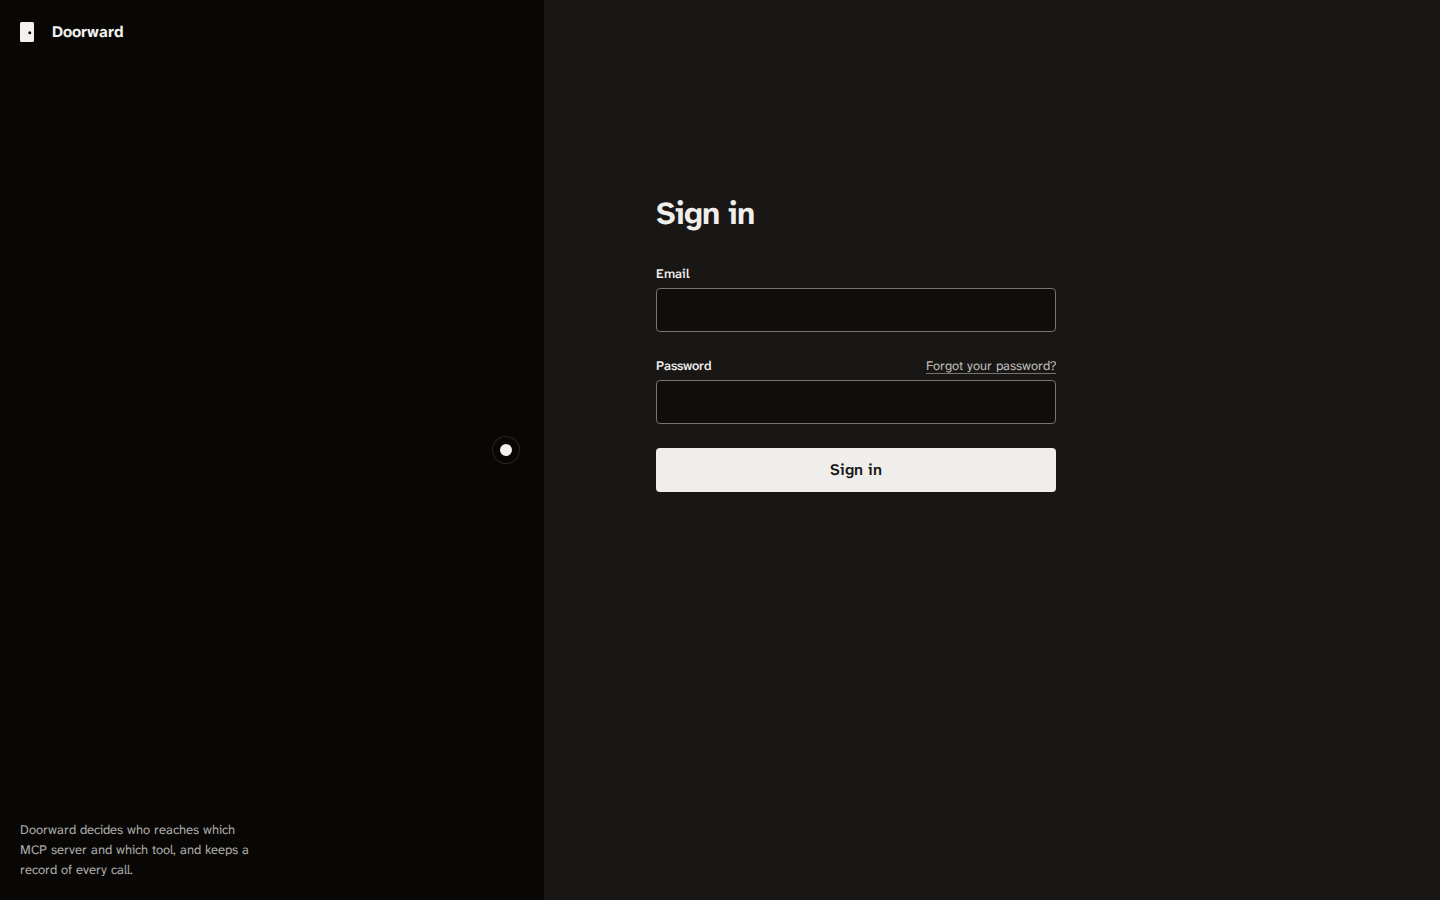 Doorward
Sign in
Email
Password
Forgot your password?
Sign in
Doorward decides who reaches which
MCP server and which tool, and keeps a
record of every call.